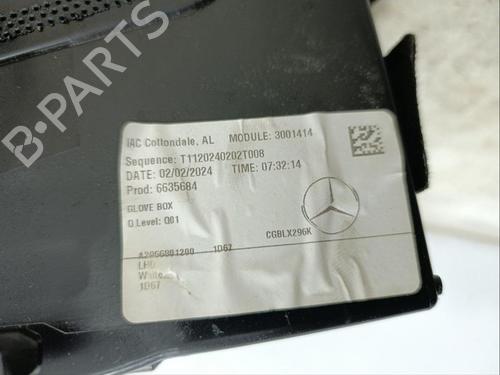 B-PARTS
IAC Cottondale, AL MODULE: 3001414
Sequence: T1120240202T008
DATE: 02/02/2024 TIME: 07:32:14
Prod: 6635684
GLOVE BOX
Q Level: Q01
CGBLX296K
A2956801200 1D67
LHD
White
1D67